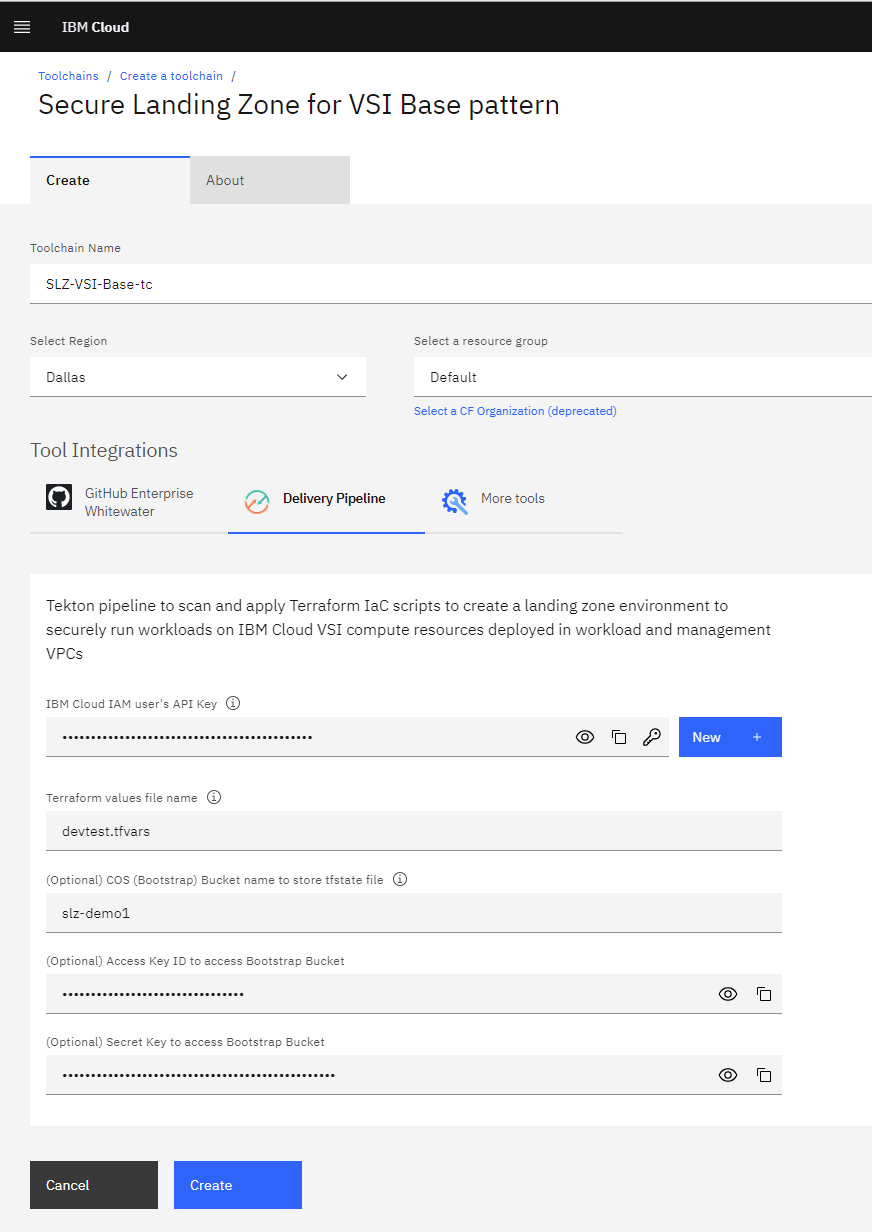 IBM Cloud
Toolchains / Create a toolchain /
Secure Landing Zone for VSI Base pattern
Create
About
Toolchain Name
SLZ-VSI-Base-tc
Select Region
Select a resource group
Dallas
Default
Select a CF Organization (deprecated)
Tool Integrations
GitHub Enterprise
Whitewater
Delivery Pipeline
More tools
Tekton pipeline to scan and apply Terraform IaC scripts to create a landing zone environment to
securely run workloads on IBM Cloud VSI compute resources deployed in workload and management
VPCs
IBM Cloud IAM user's API Key
New +
Terraform values file name
devtest.tfvars
(Optional) COS (Bootstrap) Bucket name to store tfstate file
slz-demo1
(Optional) Access Key ID to access Bootstrap Bucket
(Optional) Secret Key to access Bootstrap Bucket
Cancel
Create